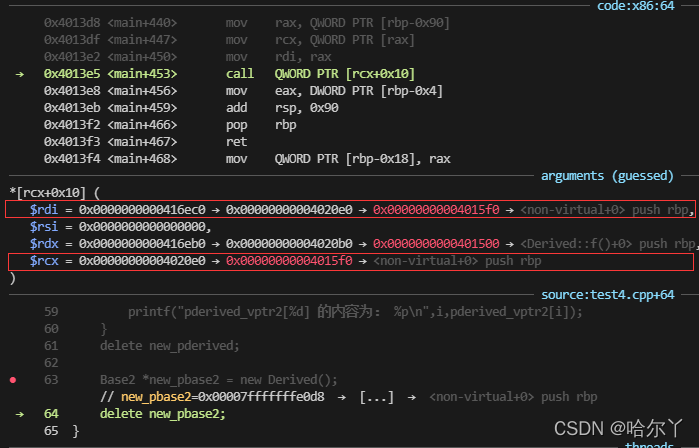 code:x86:64
0x4013d8 <main+440> mov rax, QWORD PTR [rbp-0x90]
0x4013df <main+447> mov rcx, QWORD PTR [rax]
0x4013e2 <main+450> mov rdi, rax
→ 0x4013e5 <main+453> call QWORD PTR [rcx+0x10]
0x4013e8 <main+456> mov eax, DWORD PTR [rbp-0x4]
0x4013eb <main+459> add rsp, 0x90
0x4013f2 <main+466> pop rbp
0x4013f3 <main+467> ret
0x4013f4 <main+468> mov QWORD PTR [rbp-0x18], rax
arguments (guessed)
*[rcx+0x10] (
$rdi = 0x0000000000416ec0 → 0x00000000004020e0 → 0x00000000004015f0 → <non-virtual+0> push rbp,
$rsi = 0x0000000000000000,
$rdx = 0x0000000000416eb0 → 0x00000000004020b0 → 0x0000000000401500 → <Derived::f()+0> push rbp,
$rcx = 0x00000000004020e0 → 0x00000000004015f0 → <non-virtual+0> push rbp
)
source:test4.cpp+64
59 printf("pderived_vptr2[%d] 的内容为： %p\n",i,pderived_vptr2[i]);
60 }
61 delete new_pderived;
62
● 63 Base2 *new_pbase2 = new Derived();
// new_pbase2=0x00007fffffffe0d8 → [...] → <non-virtual+0> push rbp
→ 64 delete new_pbase2;
65 }
CSDN @哈尔丫
threads